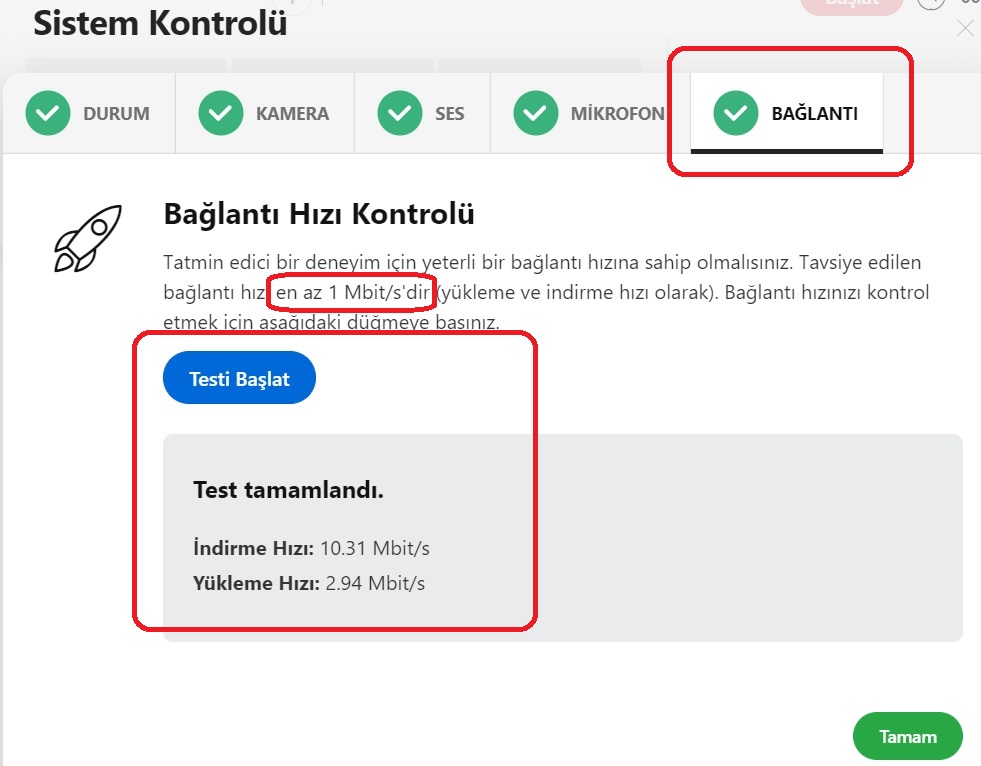 Başlat
Sistem Kontrolü
DURUM
KAMERA
SES
MİKROFON
BAĞLANTI
Bağlantı Hızı Kontrolü
Tatmin edici bir deneyim için yeterli bir bağlantı hızına sahip olmalısınız. Tavsiye edilen
bağlantı hızı en az 1 Mbit/s'dir (yükleme ve indirme hızı olarak). Bağlantı hızınızı kontrol
etmek için aşağıdaki düğmeye basınız.
Testi Başlat
Test tamamlandı.
İndirme Hızı: 10.31 Mbit/s
Yükleme Hızı: 2.94 Mbit/s
Tamam